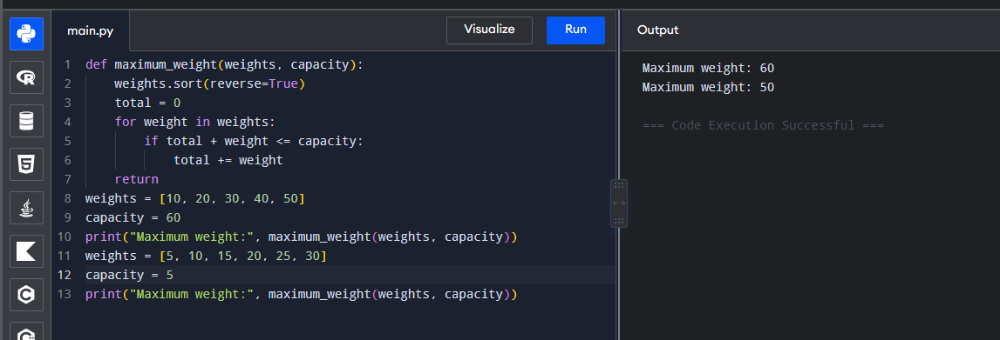 main.py
Visualize
Run
Output
1 def maximum_weight(weights, capacity):
2 weights.sort(reverse=True)
3 total = 0
4 for weight in weights:
5 if total + weight <= capacity:
6 total += weight
7 return
8 weights = [10, 20, 30, 40, 50]
9 capacity = 60
10 print("Maximum weight:", maximum_weight(weights, capacity))
11 weights = [5, 10, 15, 20, 25, 30]
12 capacity = 5
13 print("Maximum weight:", maximum_weight(weights, capacity))
Maximum weight: 60
Maximum weight: 50
=== Code Execution Successful ===